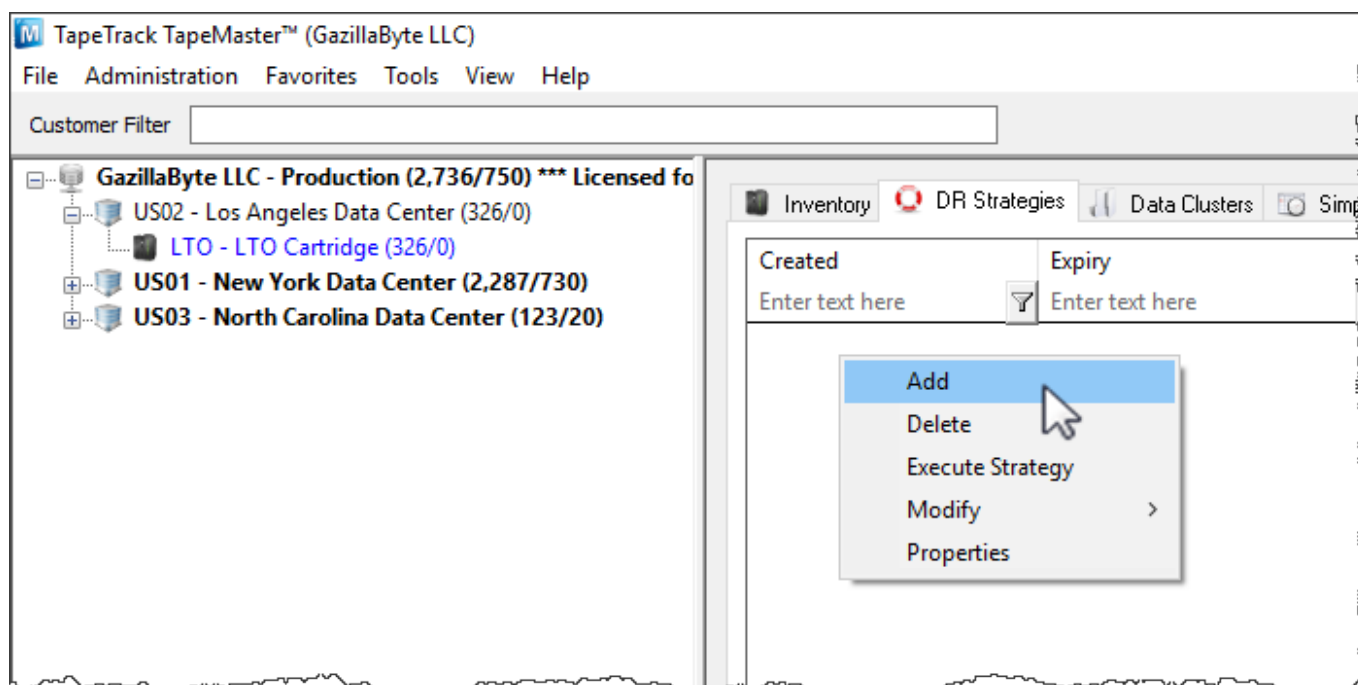 TapeTrack TapeMaster™ (GazillaByte LLC)
File Administration Favorites Tools View Help
Customer Filter
GazillaByte LLC - Production (2,736/750) *** Licensed fo
US02 - Los Angeles Data Center (326/0)
LTO - LTO Cartridge (326/0)
US01 - New York Data Center (2,287/730)
US03 - North Carolina Data Center (123/20)
Inventory DR Strategies Data Clusters Simp
Created Expiry
Enter text here Enter text here
Add
Delete
Execute Strategy
Modify
Properties